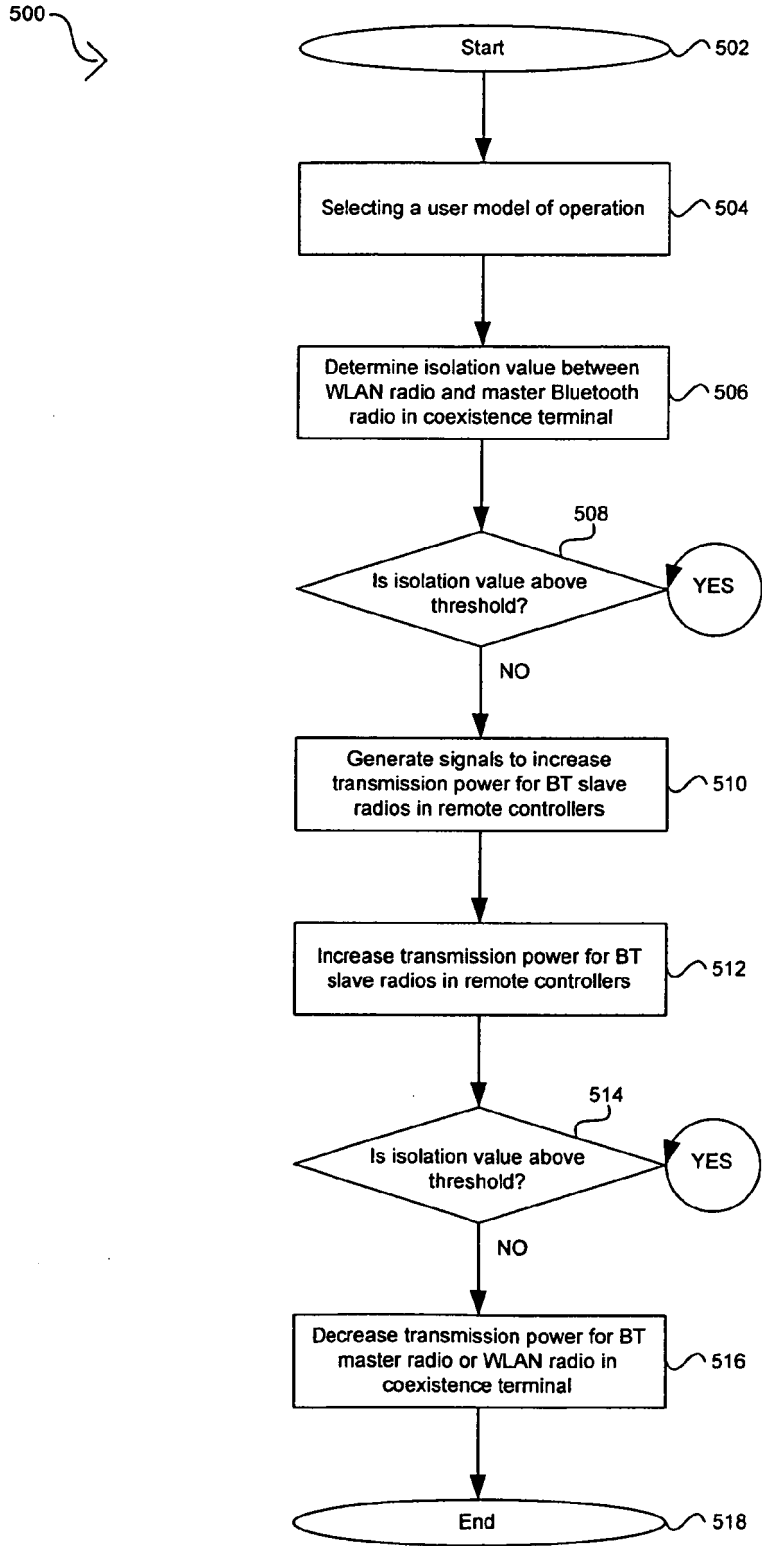 500
Start
502
Selecting a user model of operation
504
Determine isolation value between
WLAN radio and master Bluetooth
radio in coexistence terminal
506
508
Is isolation value above
threshold?
YES
NO
Generate signals to increase
transmission power for BT slave
radios in remote controllers
510
Increase transmission power for BT
slave radios in remote controllers
512
514
Is isolation value above
threshold?
YES
NO
Decrease transmission power for BT
master radio or WLAN radio in
coexistence terminal
516
End
518